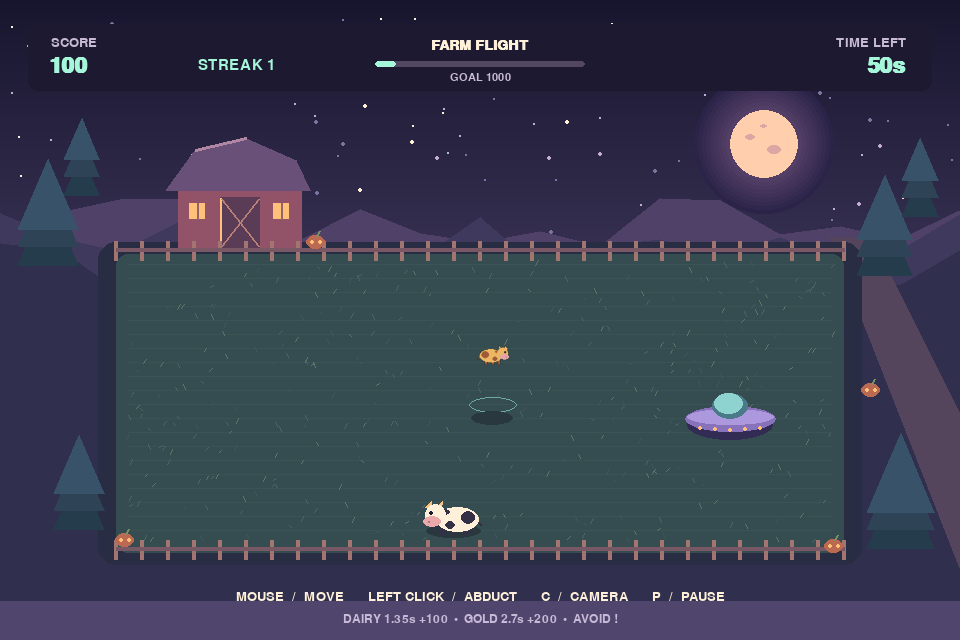 SCORE
100
STREAK 1
FARM FLIGHT
GOAL 1000
TIME LEFT
50s
MOUSE / MOVE LEFT CLICK / ABDUCT C / CAMERA P / PAUSE
DAIRY 1.35s +100 • GOLD 2.7s +200 • AVOID !